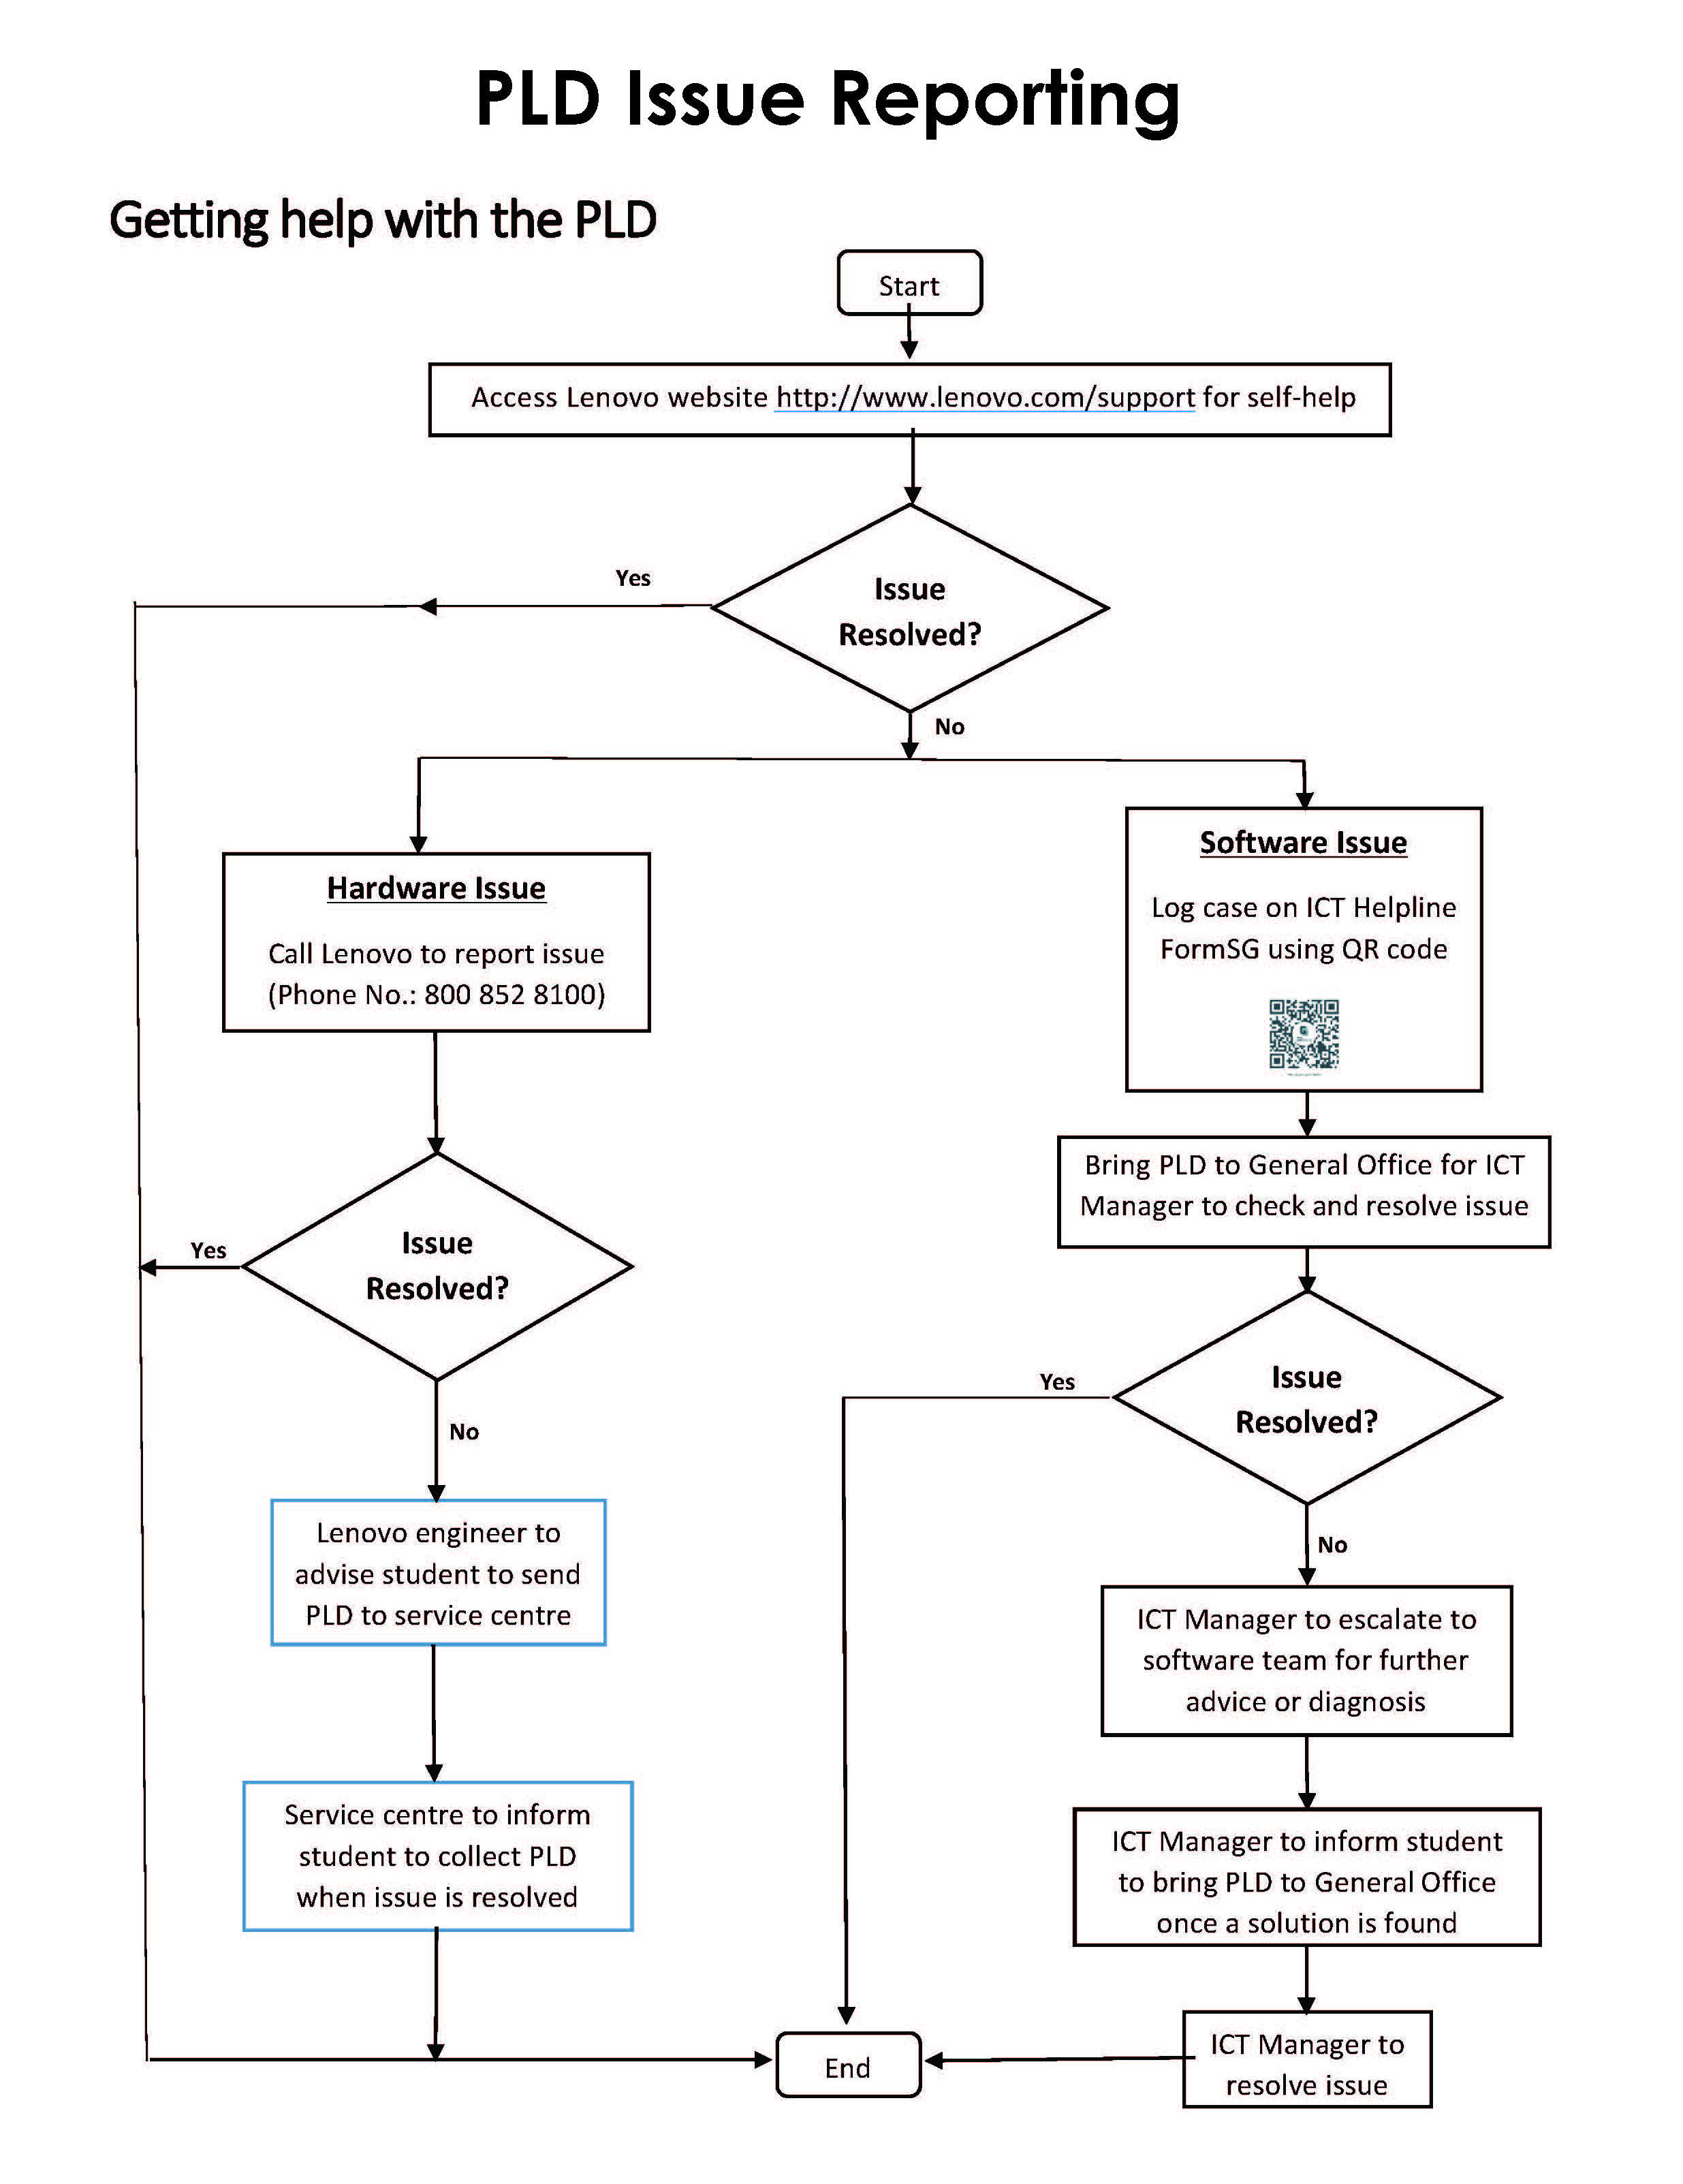 PLD Issue Reporting
Getting help with the PLD
Start
Access Lenovo website http://www.lenovo.com/support for self-help
Issue
Resolved?
Yes
No
Hardware Issue
Call Lenovo to report issue
(Phone No.: 800 852 8100)
Issue
Resolved?
Yes
No
Lenovo engineer to
advise student to send
PLD to service centre
Service centre to inform
student to collect PLD
when issue is resolved
Software Issue
Log case on ICT Helpline
FormSG using QR code
Bring PLD to General Office for ICT
Manager to check and resolve issue
Issue
Resolved?
Yes
No
ICT Manager to escalate to
software team for further
advice or diagnosis
ICT Manager to inform student
to bring PLD to General Office
once a solution is found
ICT Manager to
resolve issue
End